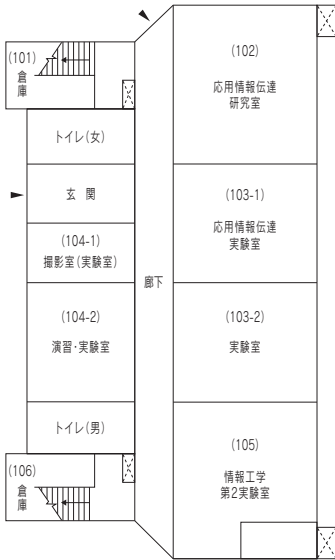 (101)
倉
庫
トイレ(女)
玄 関
(104-1)
撮影室(実験室)
(104-2)
演習・実験室
トイレ(男)
(106)
倉
庫
廊下
(102)
応用情報伝達
研究室
(103-1)
応用情報伝達
実験室
(103-2)
実験室
(105)
情報工学
第2実験室